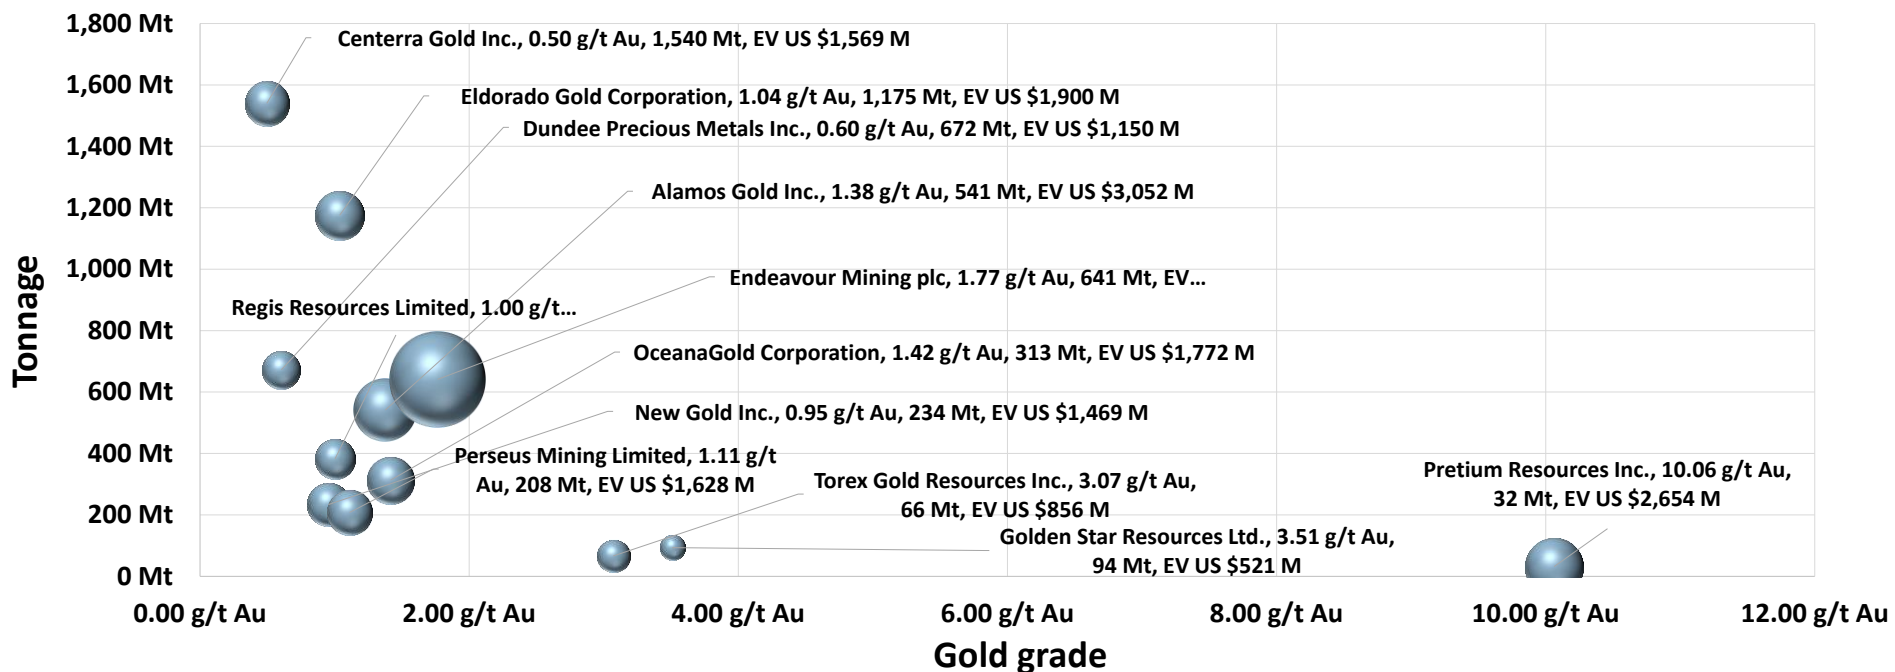 1,800 Mt
Centerra Gold Inc., 0.50 g/t Au, 1,540 Mt, EV US $1,569 M
1,600 Mt
Eldorado Gold Corporation, 1.04 g/t Au, 1,175 Mt, EV US $1,900 M
Dundee Precious Metals Inc., 0.60 g/t Au, 672 Mt, EV US $1,150 M
1,400 Mt
Alamos Gold Inc., 1.38 g/t Au, 541 Mt, EV US $3,052 M
1,200 Mt
1,000 Mt
Endeavour Mining plc, 1.77 g/t Au, 641 Mt, EV...
Regis Resources Limited, 1.00 g/t...
800 Mt
OceanaGold Corporation, 1.42 g/t Au, 313 Mt, EV US $1,772 M
600 Mt
New Gold Inc., 0.95 g/t Au, 234 Mt, EV US $1,469 M
400 Mt
Perseus Mining Limited, 1.11 g/t
Au, 208 Mt, EV US $1,628 M
Torex Gold Resources Inc., 3.07 g/t Au,
66 Mt, EV US $856 M
Pretium Resources Inc., 10.06 g/t Au,
32 Mt, EV US $2,654 M
200 Mt
Golden Star Resources Ltd., 3.51 g/t Au,
94 Mt, EV US $521 M
0 Mt
Tonnage
0.00 g/t Au
2.00 g/t Au
4.00 g/t Au
6.00 g/t Au
8.00 g/t Au
10.00 g/t Au
12.00 g/t Au
Gold grade